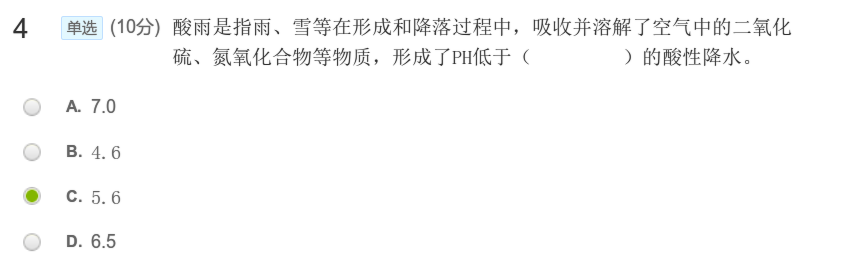 4 单选 (10分) 酸雨是指雨、雪等在形成和降落过程中，吸收并溶解了空气中的二氧化
硫、氮氧化合物等物质，形成了PH低于（　　　　）的酸性降水。
A. 7.0
B. 4.6
C. 5.6
D. 6.5